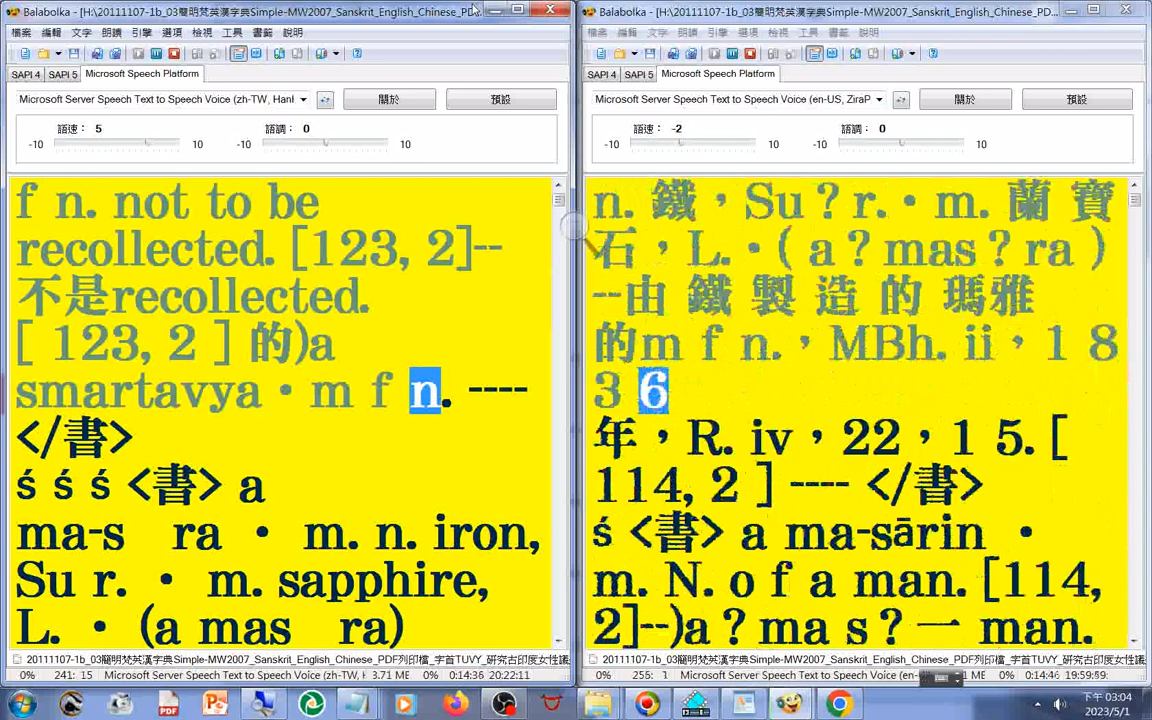 Balabolka - [H:\20111107-1b_03簡明梵英漢字典Simple-MW2007_Sanskrit_English_Chinese_PD
檔案 編輯 文字 朗讀 引擎 選項 檢視 工具 書籤 說明
SAPI 4 SAPI 5 Microsoft Speech Platform
Microsoft Server Speech Text to Speech Voice (zh-TW, Hanl 關於 預設
語速： 5 語調： 0
-10 10 -10 10
f n. not to be
recollected. [123, 2]--
不是recollected.
[ 123, 2 ] 的)a
smartavya • m f n. ----
</書>
ś ś ś <書> a
ma-s ra • m. n. iron,
Su r. • m. sapphire,
L. • (a mas ra)
20111107-1b_03簡明梵英漢字典Simple-MW2007_Sanskrit_English_Chinese_PDF列印檔_字首TUVY_研究古印度女性議
0% 241: 15 Microsoft Server Speech Text to Speech Voice (zh-TW, 3.71 ME 0% 0:14:36 20:22:11
Balabolka - [H:\20111107-1b_03簡明梵英漢字典Simple-MW2007_Sanskrit_English_Chinese_PD...
檔案 編輯 文字 朗讀 引擎 選項 檢視 工具 書籤 說明
SAPI 4 SAPI 5 Microsoft Speech Platform
Microsoft Server Speech Text to Speech Voice (en-US, ZiraP 關於 預設
語速： -2 語調： 0
-10 10 -10 10
n. 鐵，Su？r.・m. 蘭 寶
石，L.・( a？mas？ra )
--由 鐵 製 造 的 瑪雅
的m f n.，MBh. ii，1 8
3 6
年，R. iv，22，1 5. [
114, 2 ] ---- </書>
ś <書> a ma-sārin •
m. N. o f a man. [114,
2]--)a？ma s？一 man.
20111107-1b_03簡明梵英漢字典Simple-MW2007_Sanskrit_English_Chinese_PDF列印檔_字首TUVY_研究古印度女性議
0% 255: 1 Microsoft Server Speech Text to Speech Voice (en-US, ME 0% 0:14:46 19:59:59
下午 03:04
2023/5/1